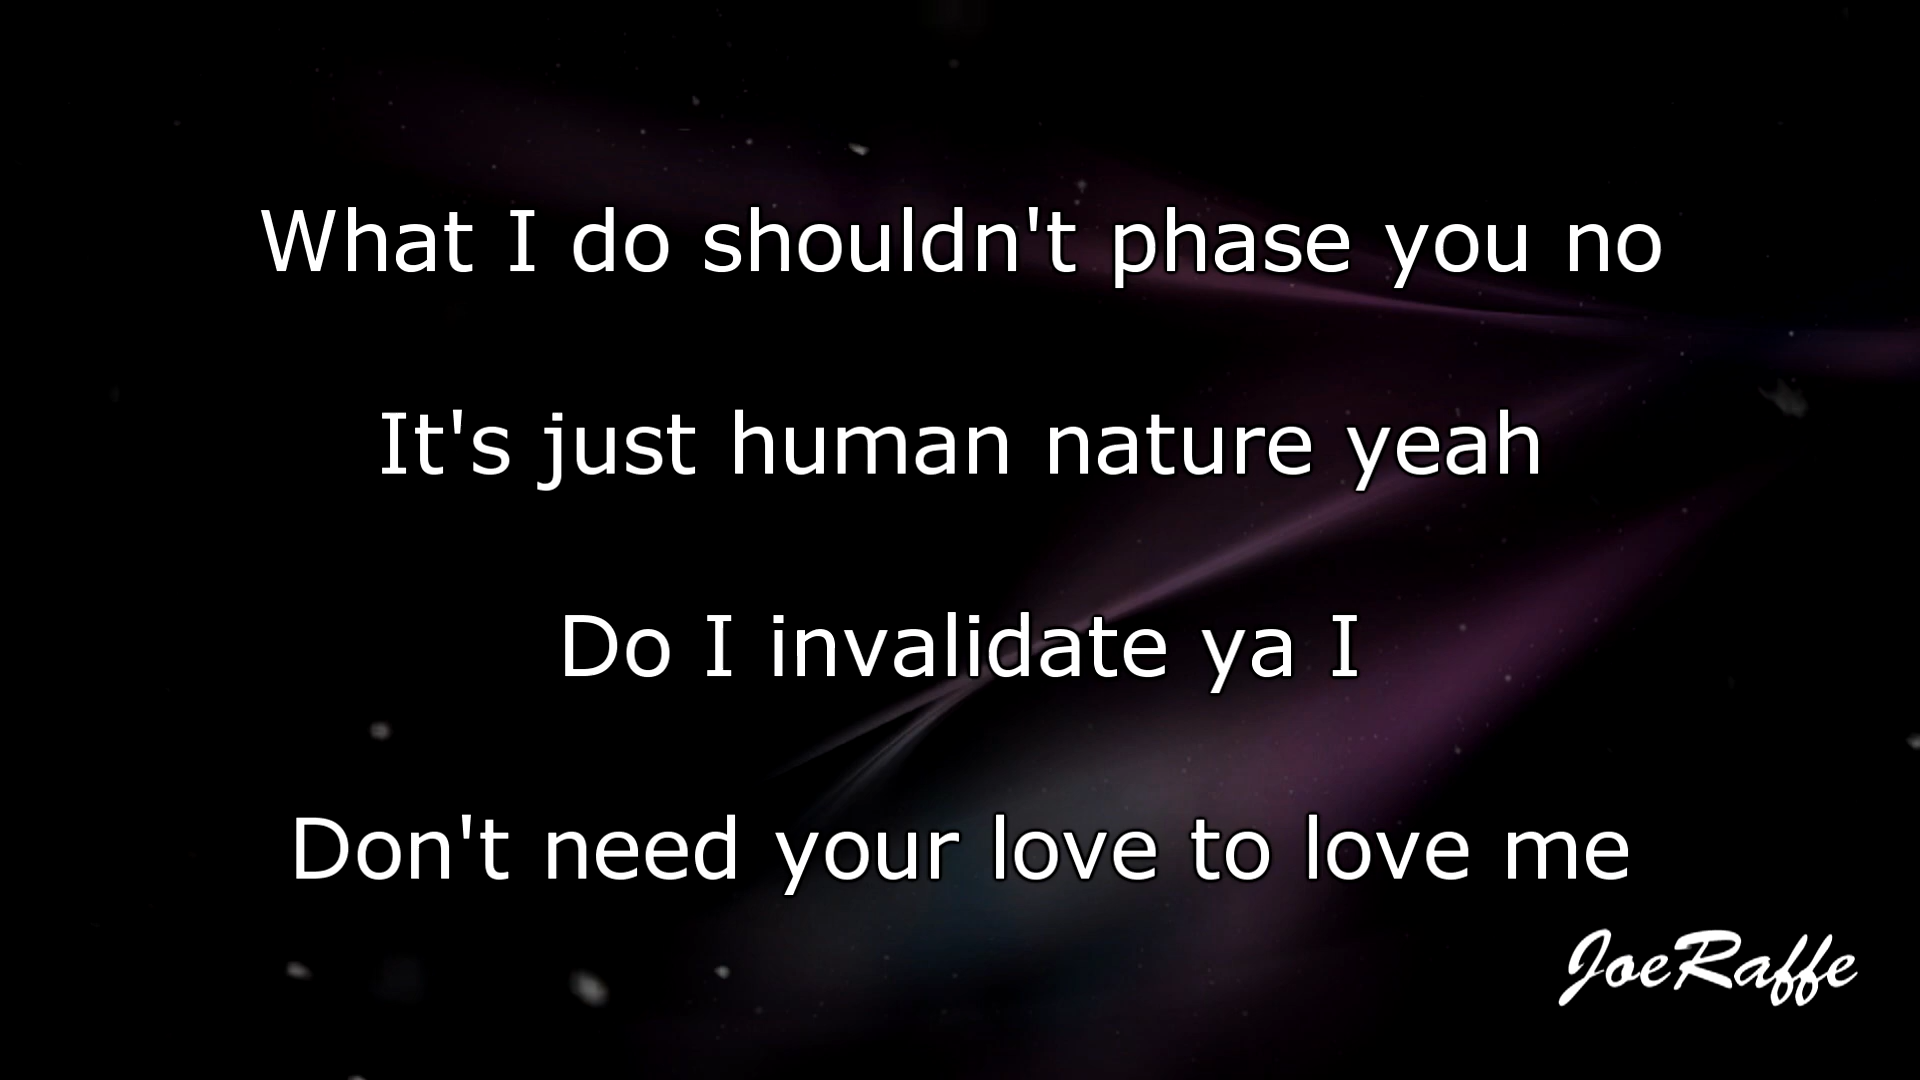 What I do shouldn't phase you no
It's just human nature yeah
Do I invalidate ya I
Don't need your love to love me
JoeRaffe